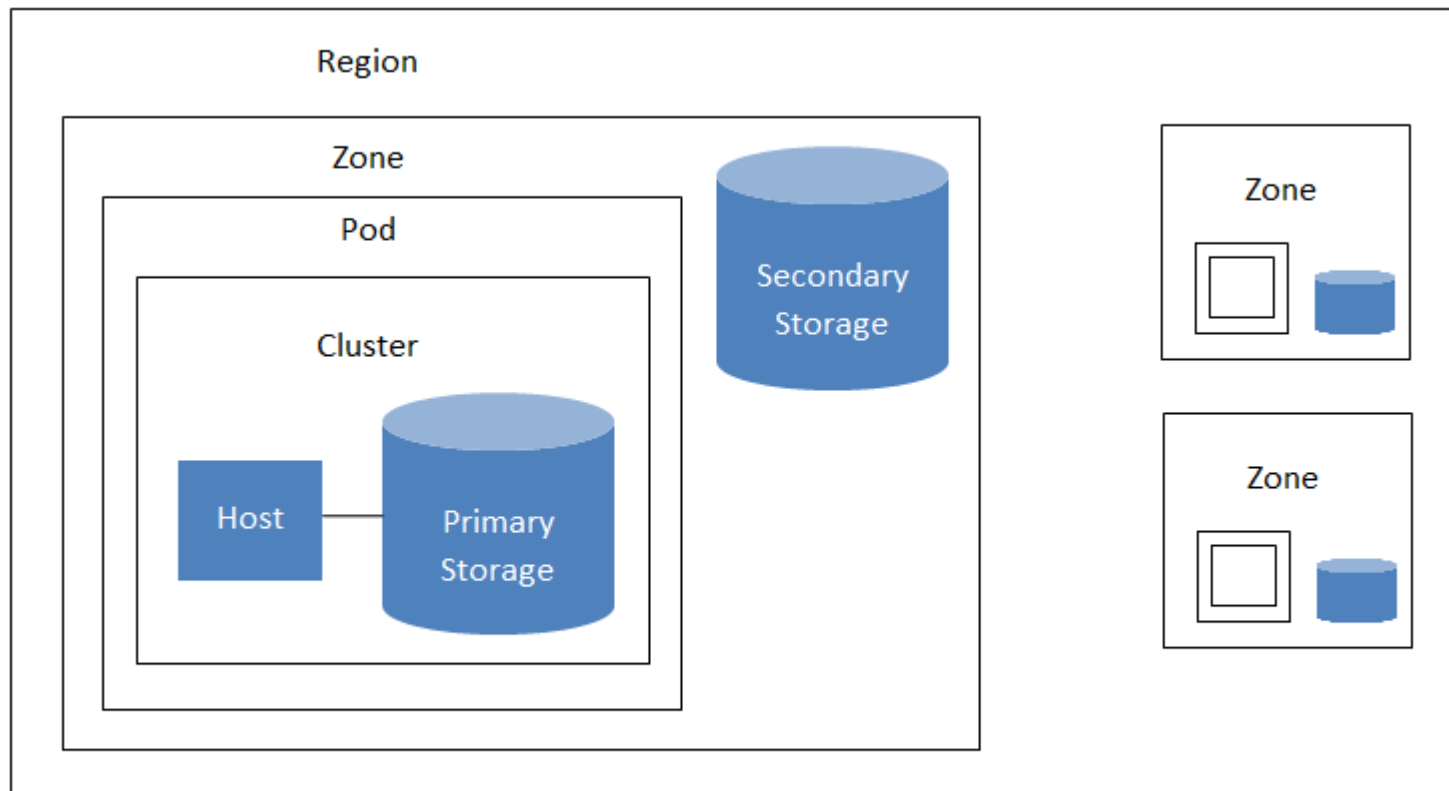 Region
Zone
Pod
Cluster
Host
Primary
Storage
Secondary
Storage
Zone
Zone